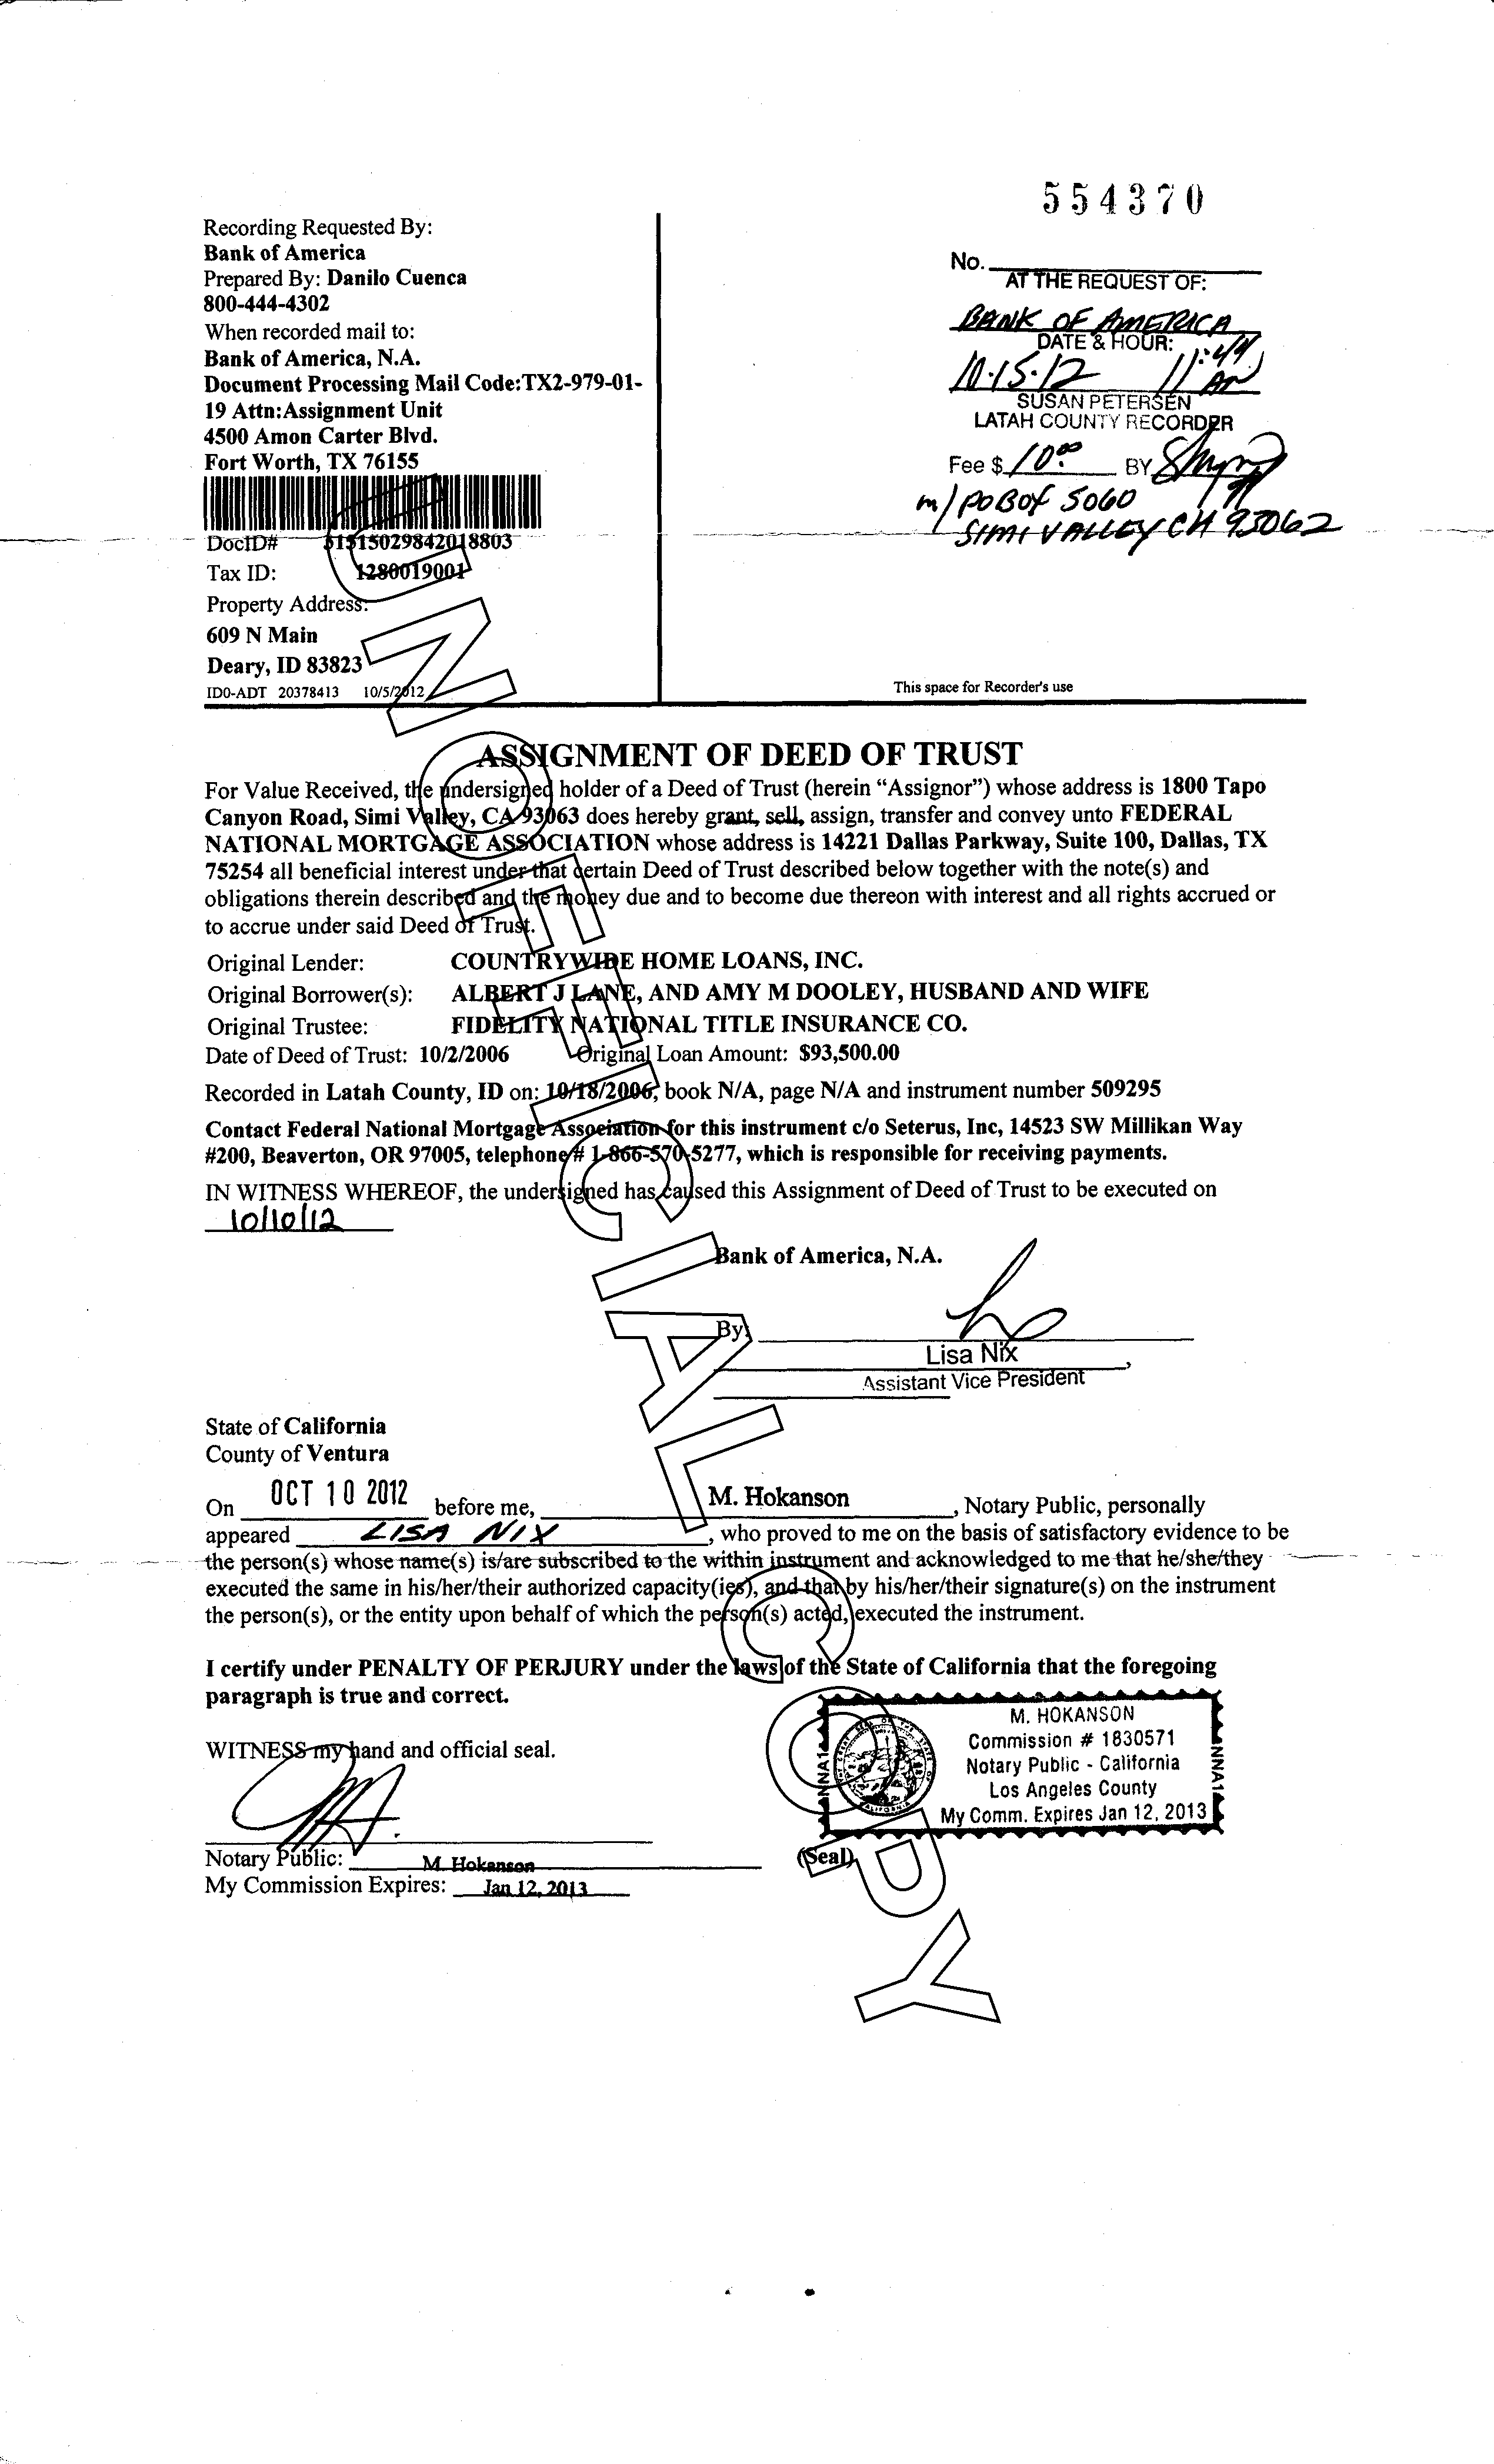 554370
Recording Requested By:
Bank of America
Prepared By: Danilo Cuenca
800-444-4302
When recorded mail to:
Bank of America, N.A.
Document Processing Mail Code:TX2-979-01-
19 Attn:Assignment Unit
4500 Amon Carter Blvd.
Fort Worth, TX 76155
DocID# 15029842018803
Tax ID: 1280019001
Property Address:
609 N Main
Deary, ID 83823
ID0-ADT 20378413 10/5/2012
No.
AT THE REQUEST OF:
BANK OF AMERICA
DATE & HOUR:
10.15.12 11:44 AM
SUSAN PETERSEN
LATAH COUNTY RECORDER
Fee $ 10.00 BY
m/ PO BOX 5060
SIMI VALLEY CA 93062
This space for Recorder's use
ASSIGNMENT OF DEED OF TRUST
For Value Received, the undersigned holder of a Deed of Trust (herein "Assignor") whose address is 1800 Tapo
Canyon Road, Simi Valley, CA 93063 does hereby grant, sell, assign, transfer and convey unto FEDERAL
NATIONAL MORTGAGE ASSOCIATION whose address is 14221 Dallas Parkway, Suite 100, Dallas, TX
75254 all beneficial interest under that certain Deed of Trust described below together with the note(s) and
obligations therein described and the money due and to become due thereon with interest and all rights accrued or
to accrue under said Deed of Trust.
Original Lender: COUNTRYWIDE HOME LOANS, INC.
Original Borrower(s): ALBERT J LANE, AND AMY M DOOLEY, HUSBAND AND WIFE
Original Trustee: FIDELITY NATIONAL TITLE INSURANCE CO.
Date of Deed of Trust: 10/2/2006 Original Loan Amount: $93,500.00
Recorded in Latah County, ID on: 10/18/2006, book N/A, page N/A and instrument number 509295
Contact Federal National Mortgage Association for this instrument c/o Seterus, Inc, 14523 SW Millikan Way
#200, Beaverton, OR 97005, telephone # 1-866-570-5277, which is responsible for receiving payments.
IN WITNESS WHEREOF, the undersigned has caused this Assignment of Deed of Trust to be executed on
10/10/12
Bank of America, N.A.
By:
Lisa Nix
Assistant Vice President
State of California
County of Ventura
On OCT 10 2012 before me, M. Hokanson, Notary Public, personally
appeared LISA NIX, who proved to me on the basis of satisfactory evidence to be
the person(s) whose name(s) is/are subscribed to the within instrument and acknowledged to me that he/she/they
executed the same in his/her/their authorized capacity(ies), and that by his/her/their signature(s) on the instrument
the person(s), or the entity upon behalf of which the person(s) acted, executed the instrument.
I certify under PENALTY OF PERJURY under the laws of the State of California that the foregoing
paragraph is true and correct.
WITNESS my hand and official seal.
M. HOKANSON
Commission # 1830571
Notary Public - California
Los Angeles County
My Comm. Expires Jan 12, 2013
NNA1
NNA1
Notary Public: M. Hokanson
(Seal)
My Commission Expires: Jan 12, 2013
UNOFFICIAL COPY